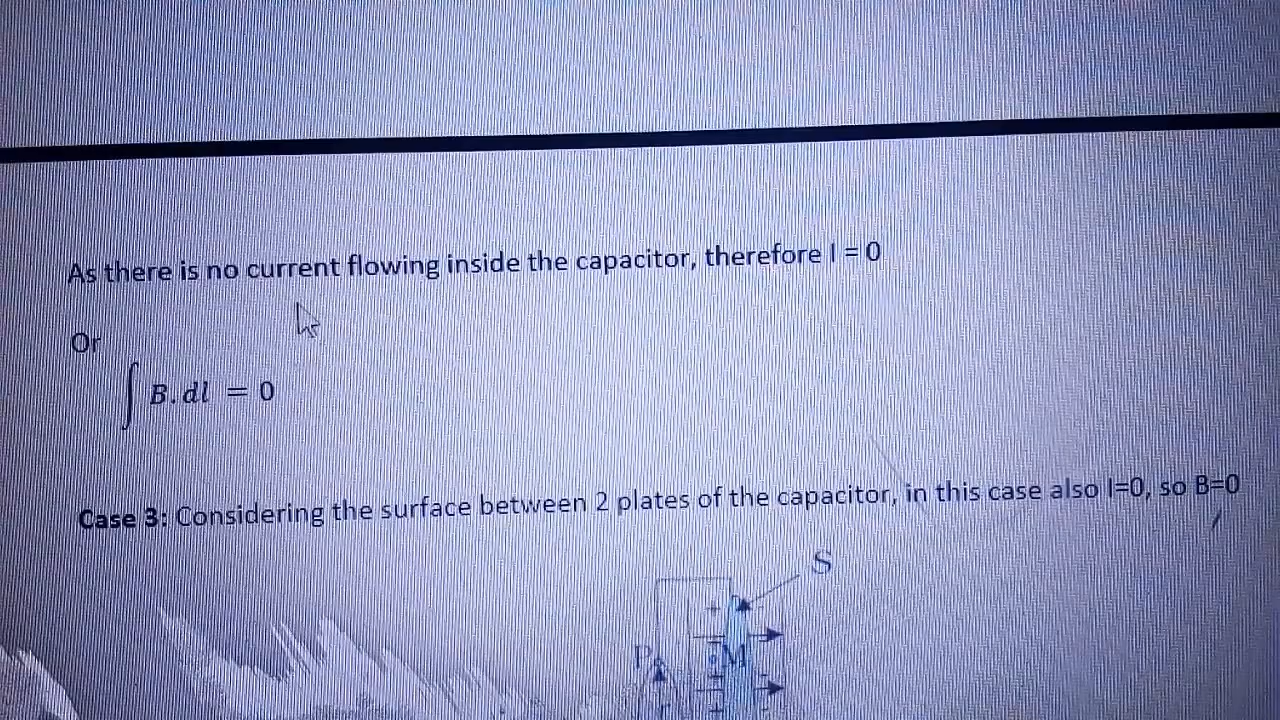 As there is no current flowing inside the capacitor, therefore I = 0
Or
∫ B. dl = 0
Case 3: Considering the surface between 2 plates of the capacitor, in this case also I=0, so B=0
S
P
M